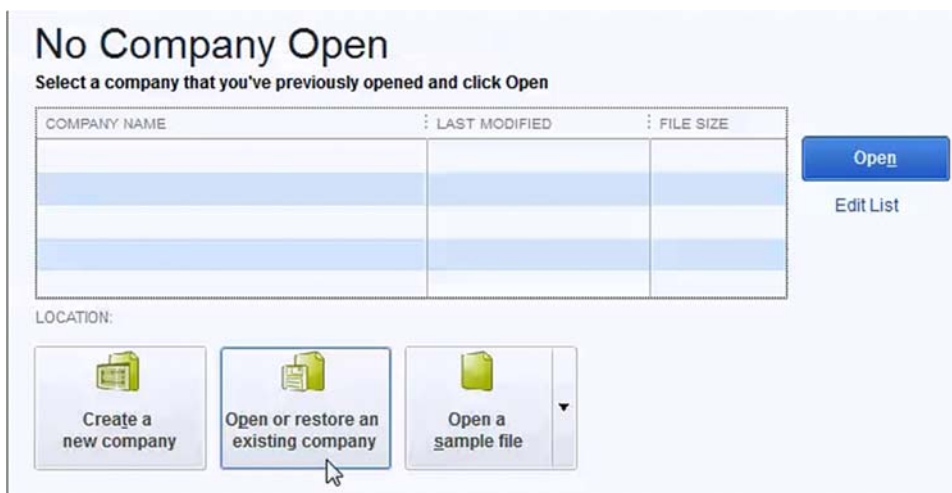 No Company Open
Select a company that you've previously opened and click Open
COMPANY NAME LAST MODIFIED FILE SIZE
Open
Edit List
LOCATION:
Create a
new company
Open or restore an
existing company
Open a
sample file